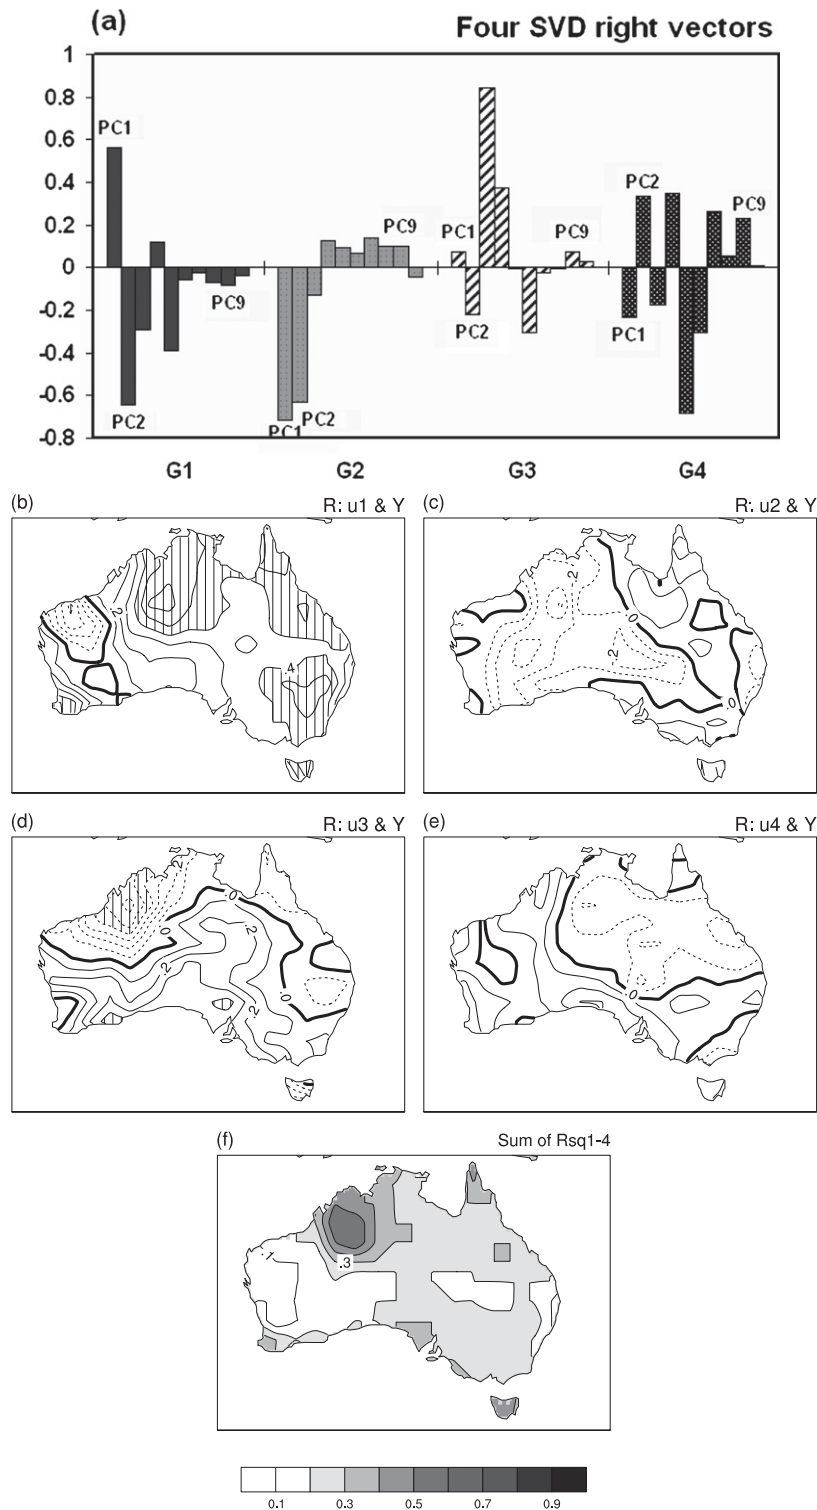 (a)
Four SVD right vectors
1
0.8
0.6
0.4
0.2
0
-0.2
-0.4
-0.6
-0.8
PC1
PC2
PC9
PC1
PC2
PC9
PC1
PC2
PC9
PC1
PC2
PC9
G1 G2 G3 G4
(b) R: u1 & Y
.2
.4
(c) R: u2 & Y
.2
.0
-.2
.0
(d) R: u3 & Y
.0
.2
.2
.0
(e) R: u4 & Y
.0
(f) Sum of Rsq1-4
.1
.3
0.1 0.3 0.5 0.7 0.9